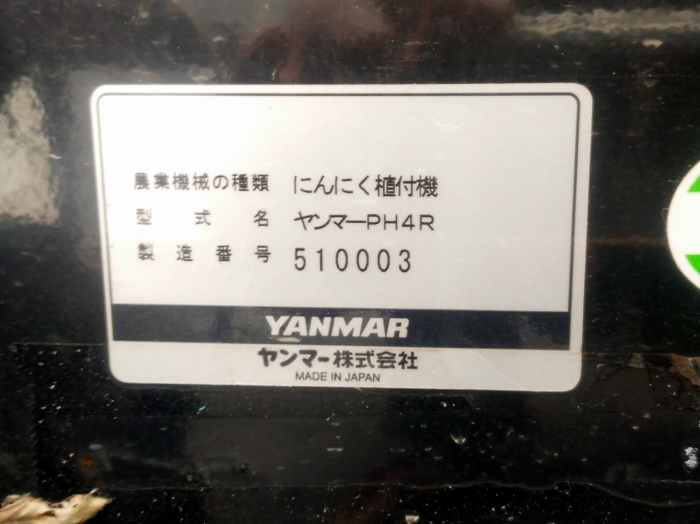 農業機械の種類 にんにく植付機
型式名 ヤンマーPH4R
製造番号 510003
YANMAR
ヤンマー株式会社
MADE IN JAPAN